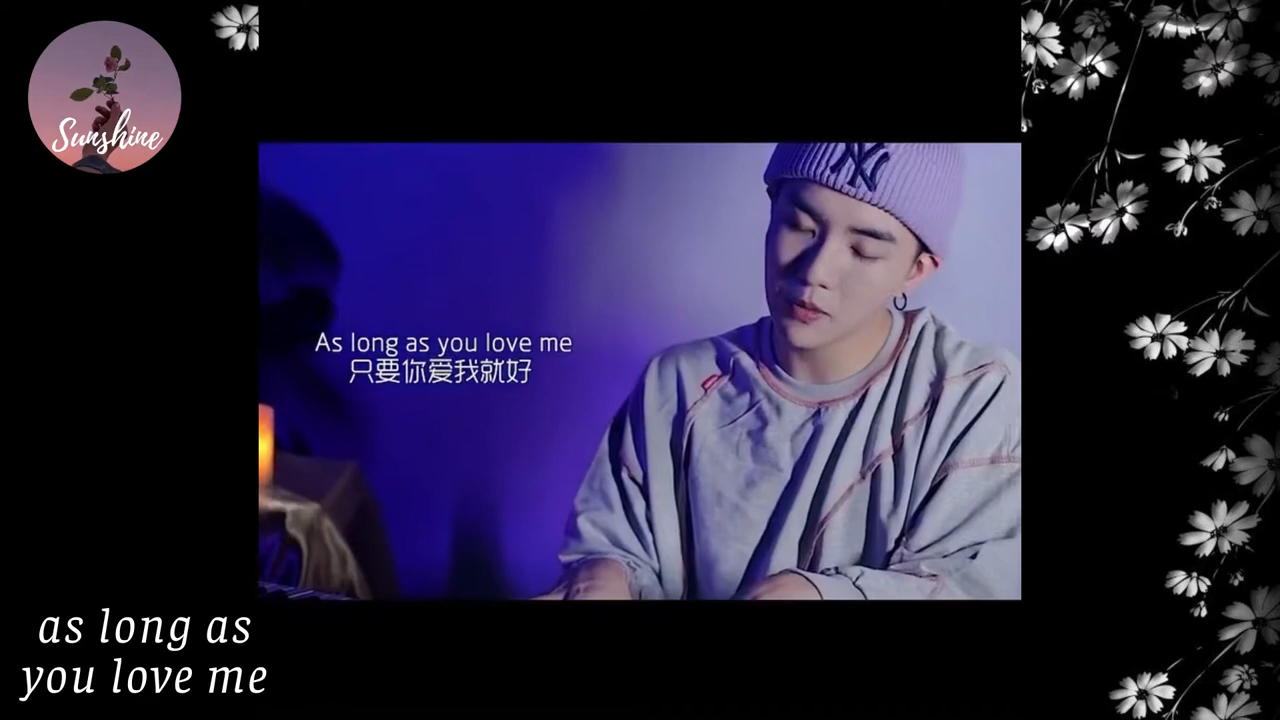 Sunshine
NY
As long as you love me
只要你爱我就好
as long as
you love me